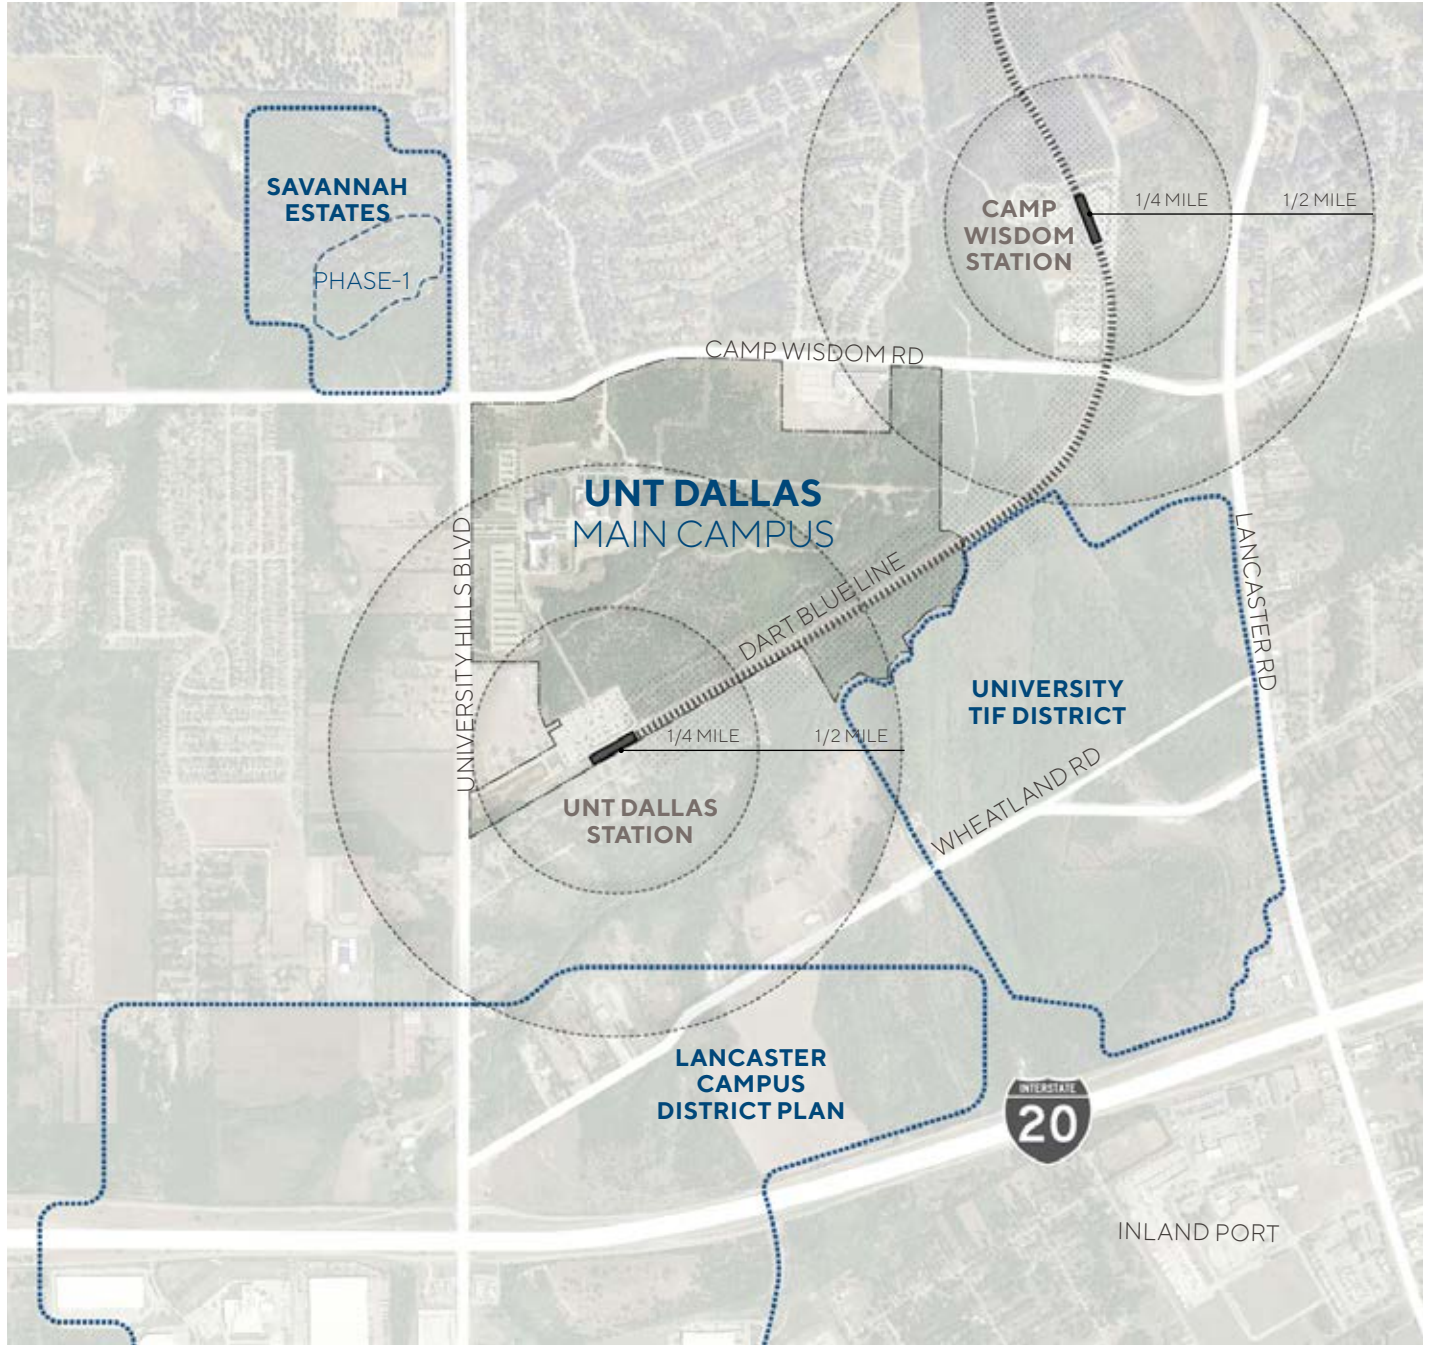 SAVANNAH
ESTATES
PHASE-1
CAMP
WISDOM
STATION
1/4 MILE
1/2 MILE
CAMP WISDOM RD
UNT DALLAS
MAIN CAMPUS
UNIVERSITY HILLS BLVD
DART BLUE LINE
LANCASTER RD
UNIVERSITY
TIF DISTRICT
1/4 MILE
1/2 MILE
WHEATLAND RD
UNT DALLAS
STATION
LANCASTER
CAMPUS
DISTRICT PLAN
INTERSTATE
20
INLAND PORT